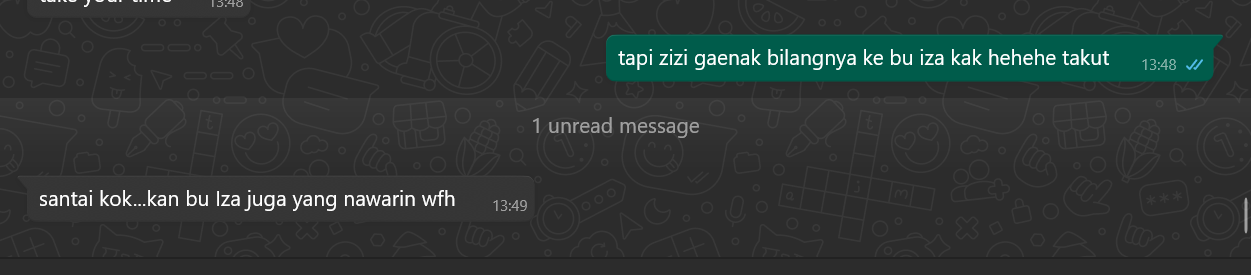 take your time 13:48
tapi zizi gaenak bilangnya ke bu iza kak hehehe takut 13:48
1 unread message
santai kok...kan bu Iza juga yang nawarin wfh 13:49